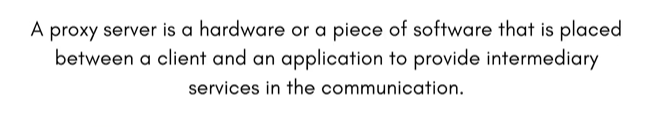 A proxy server is a hardware or a piece of software that is placed
between a client and an application to provide intermediary
services in the communication.